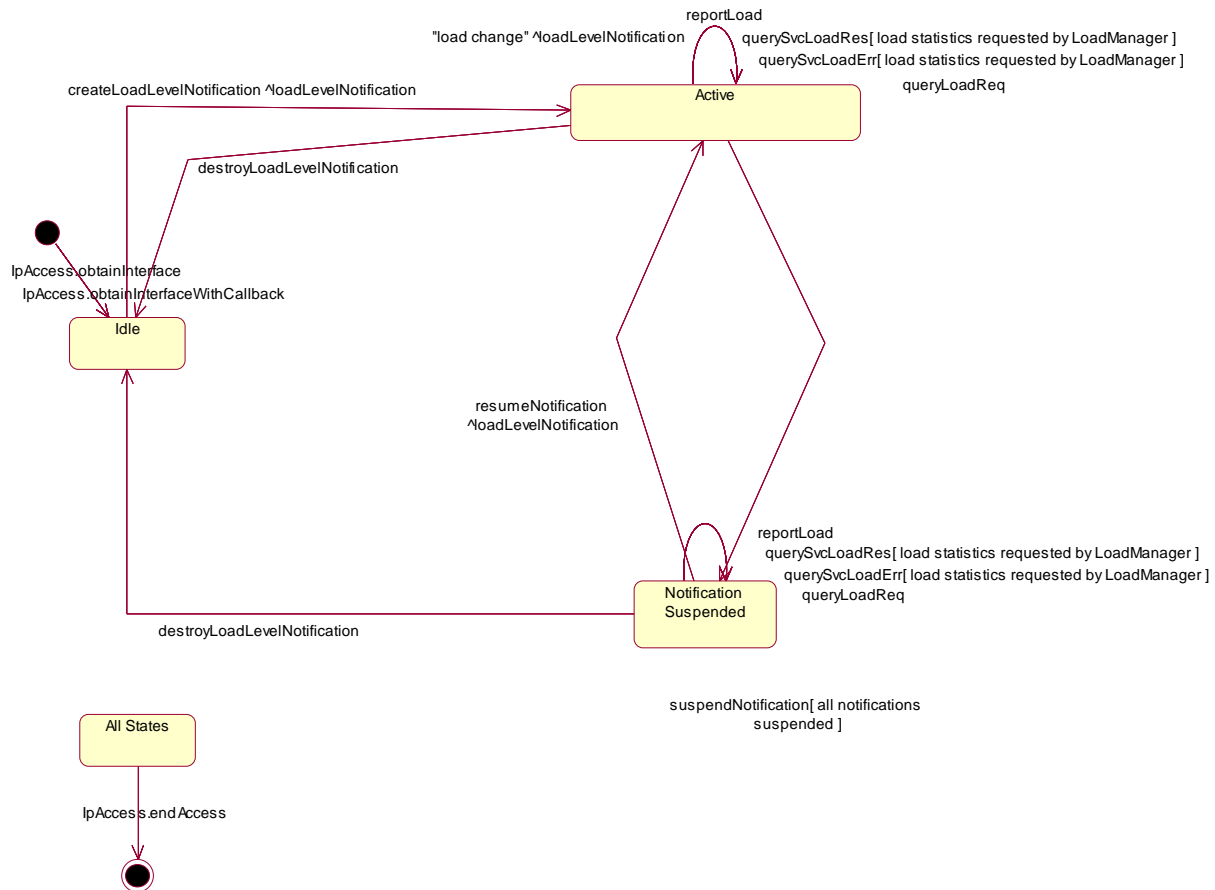 reportLoad
"load change" ^loadLevelNotification
querySvcLoadRes[ load statistics requested by LoadManager ]
querySvcLoadErr[ load statistics requested by LoadManager ]
queryLoadReq
createLoadLevelNotification ^loadLevelNotification
Active
destroyLoadLevelNotification
IpAccess.obtainInterface
IpAccess.obtainInterfaceWithCallback
Idle
resumeNotification
^loadLevelNotification
reportLoad
querySvcLoadRes[ load statistics requested by LoadManager ]
querySvcLoadErr[ load statistics requested by LoadManager ]
queryLoadReq
Notification
Suspended
destroyLoadLevelNotification
suspendNotification[ all notifications
suspended ]
All States
IpAccess.endAccess